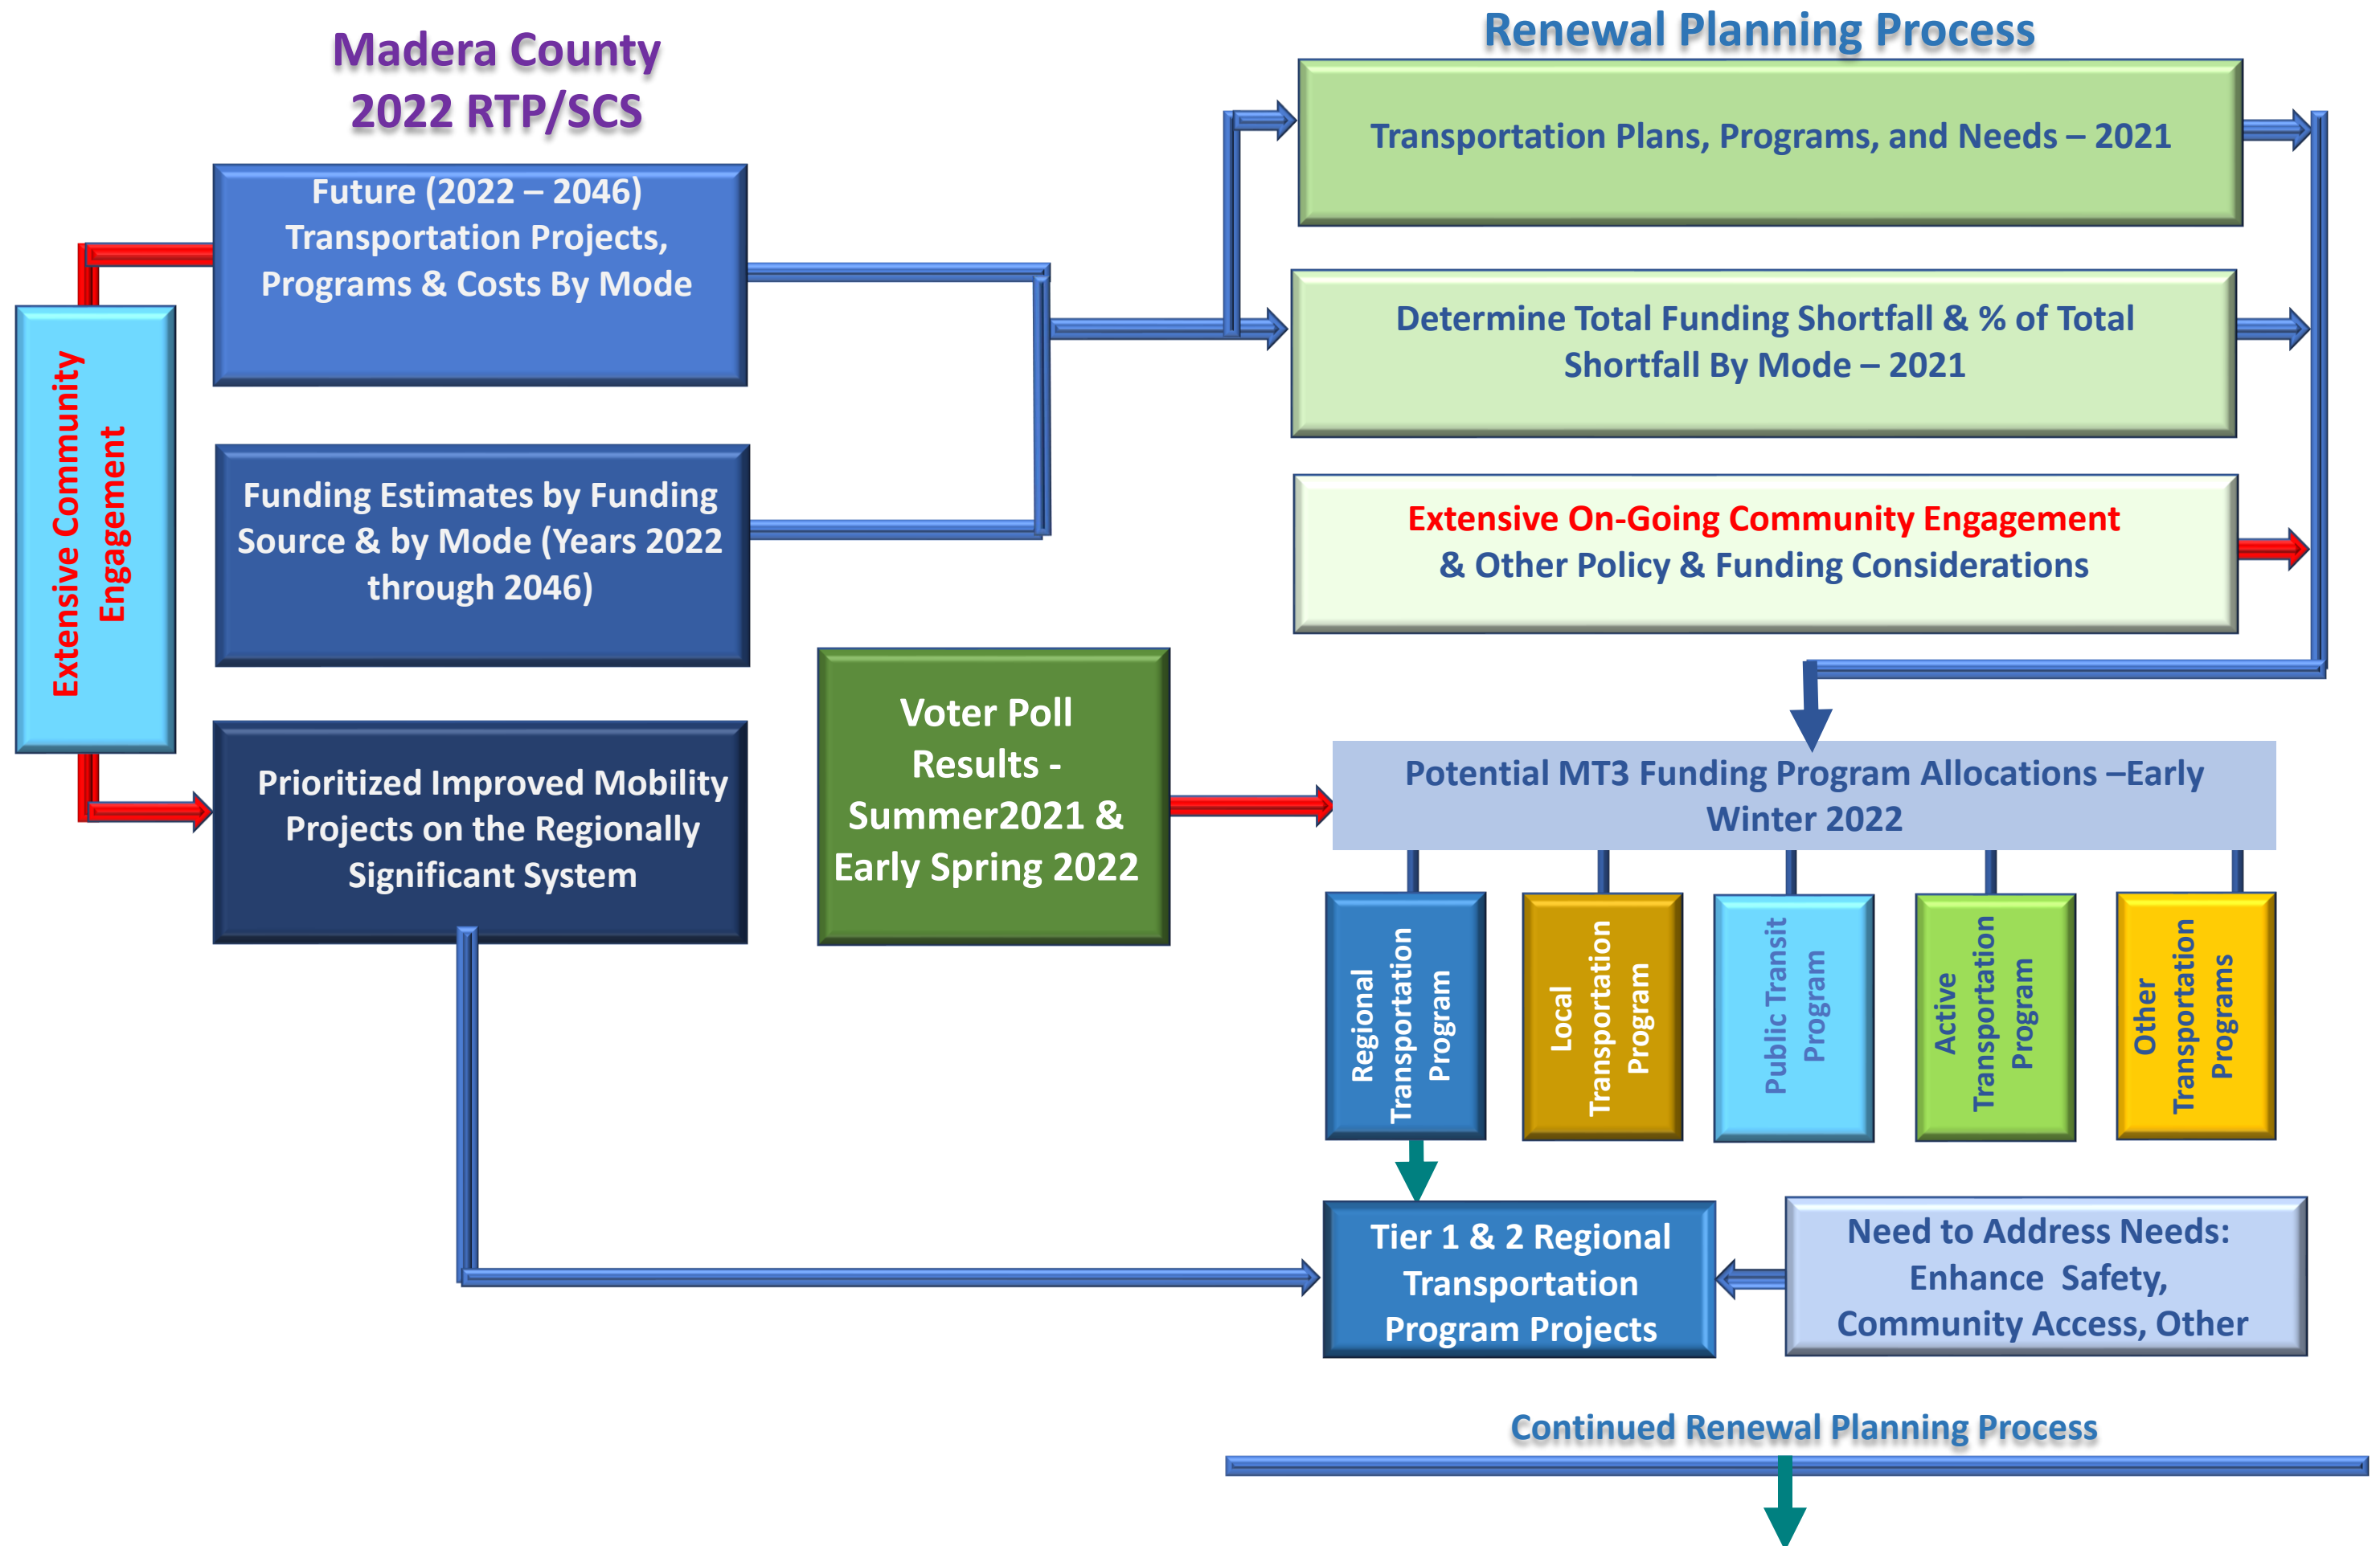 Madera County
2022 RTP/SCS
Renewal Planning Process
Future (2022 – 2046)
Transportation Projects,
Programs & Costs By Mode
Extensive Community
Engagement
Funding Estimates by Funding
Source & by Mode (Years 2022
through 2046)
Prioritized Improved Mobility
Projects on the Regionally
Significant System
Transportation Plans, Programs, and Needs – 2021
Determine Total Funding Shortfall & % of Total
Shortfall By Mode – 2021
Extensive On-Going Community Engagement
& Other Policy & Funding Considerations
Voter Poll
Results -
Summer2021 &
Early Spring 2022
Potential MT3 Funding Program Allocations –Early
Winter 2022
Regional
Transportation
Program
Local
Transportation
Program
Public Transit
Program
Active
Transportation
Program
Other
Transportation
Programs
Tier 1 & 2 Regional
Transportation
Program Projects
Need to Address Needs:
Enhance  Safety,
Community Access, Other
Continued Renewal Planning Process